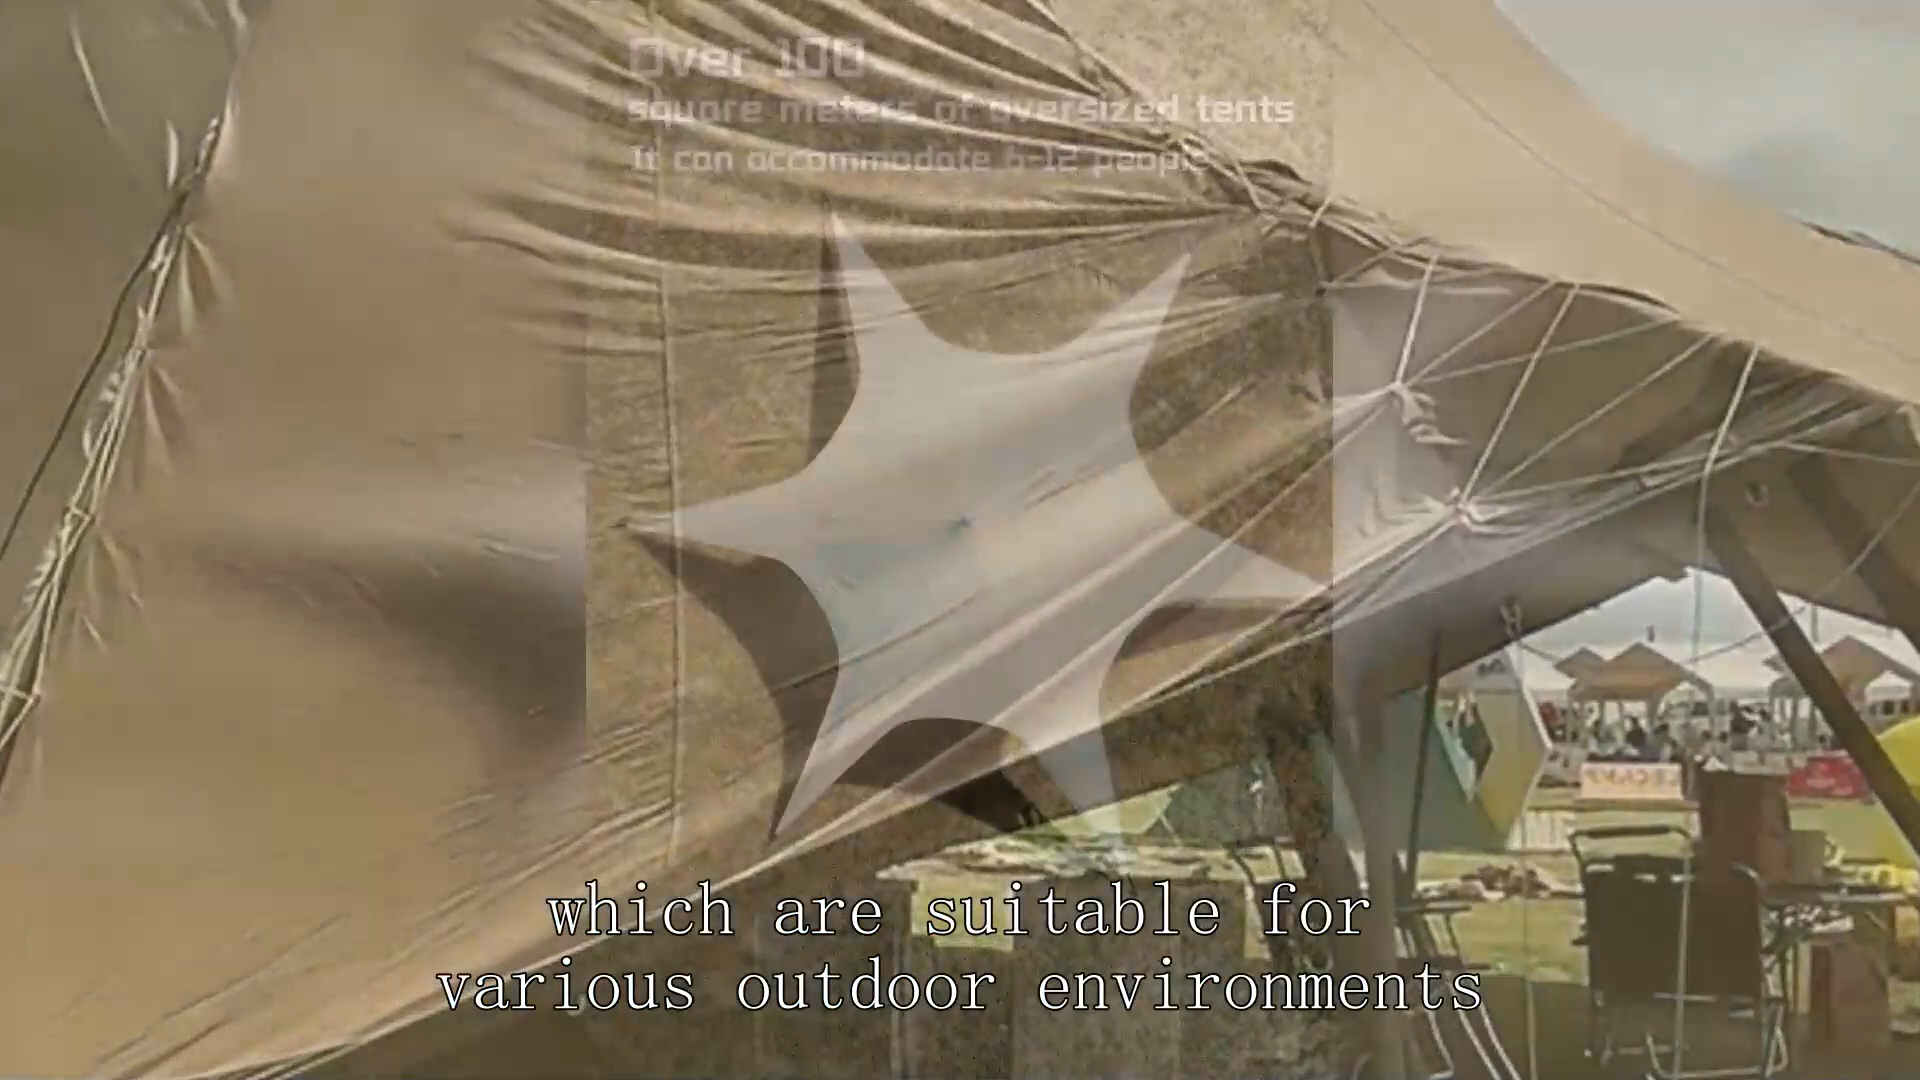 Over 100
square meters of oversized tents
It can accommodate 6-12 people
which are suitable for
various outdoor environments